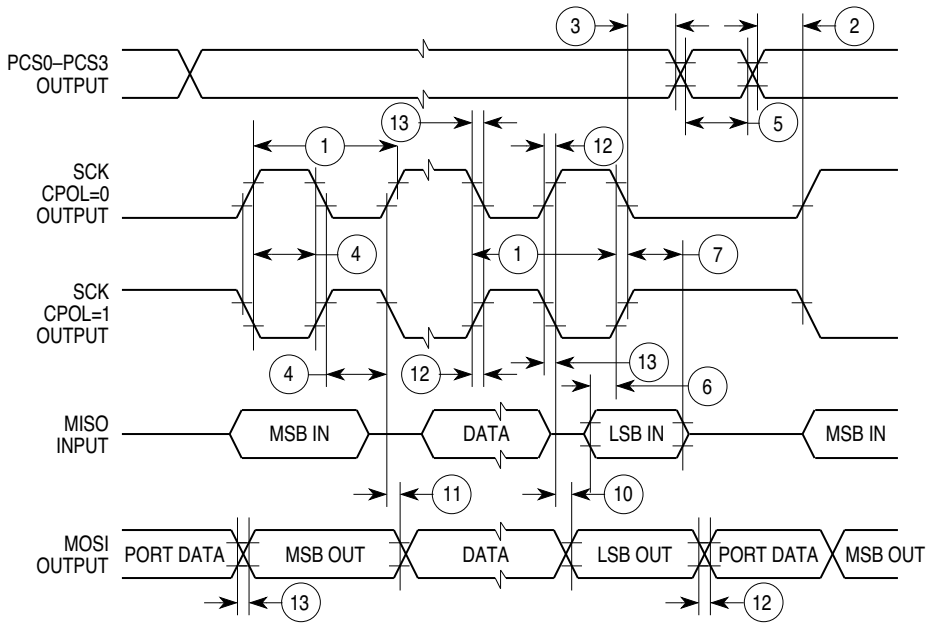 3
2
PCS0–PCS3
OUTPUT
13
5
1
12
SCK
CPOL=0
OUTPUT
4
1
7
SCK
CPOL=1
OUTPUT
4
12
13
6
MISO
INPUT
MSB IN
DATA
LSB IN
MSB IN
11
10
MOSI
OUTPUT
PORT DATA
MSB OUT
DATA
LSB OUT
PORT DATA
MSB OUT
13
12